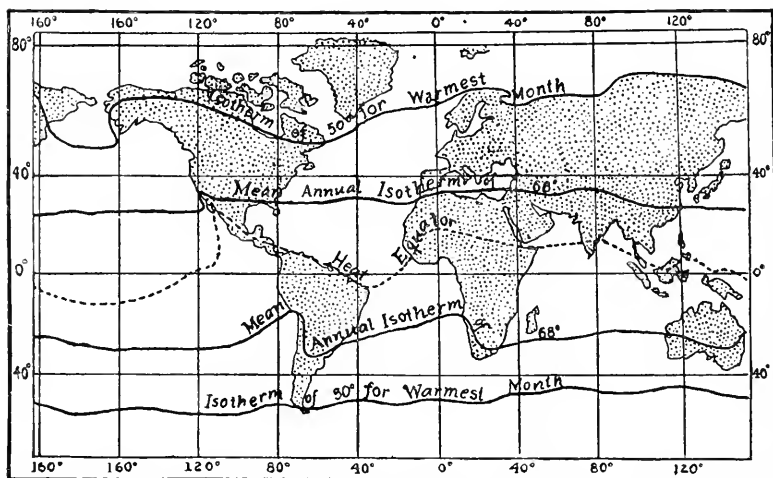 160° 160° 120° 80° 40° 0° 40° 80° 120°
80° 80°
Isotherm of 50° for Warmest Month
40° 40°
Mean Annual Isotherm of 68°
Heat Equator
0° 0°
Mean Annual Isotherm 68°
40° 40°
Isotherm of 50° for Warmest Month
160° 160° 120° 80° 60° 40° 0° 40° 80° 120°